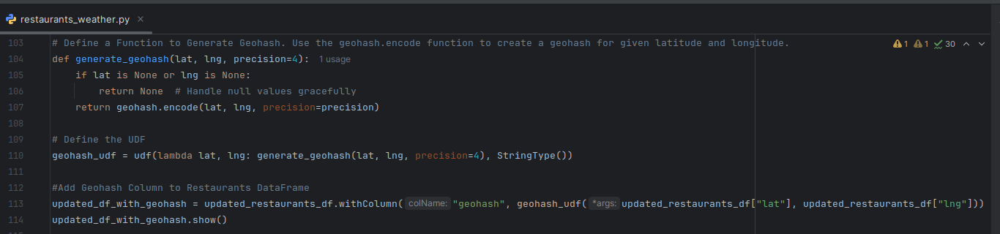 restaurants_weather.py ×
103 # Define a Function to Generate Geohash. Use the geohash.encode function to create a geohash for given latitude and longitude.
1 1 30
104 def generate_geohash(lat, lng, precision=4): 1 usage
105 if lat is None or lng is None:
106 return None # Handle null values gracefully
107 return geohash.encode(lat, lng, precision=precision)
108
109 # Define the UDF
110 geohash_udf = udf(lambda lat, lng: generate_geohash(lat, lng, precision=4), StringType())
111
112 #Add Geohash Column to Restaurants DataFrame
113 updated_df_with_geohash = updated_restaurants_df.withColumn( colName: "geohash", geohash_udf( *args: updated_restaurants_df["lat"], updated_restaurants_df["lng"]))
114 updated_df_with_geohash.show()
115